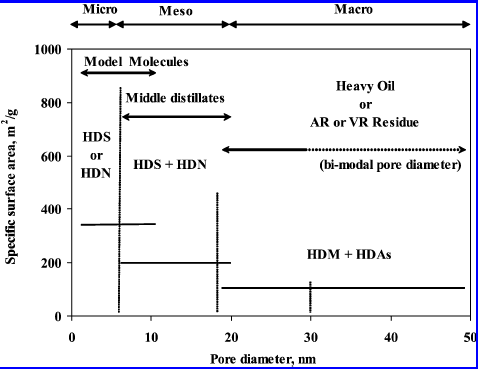 Micro Meso Macro
1000
Model Molecules
Heavy Oil
800
Middle distillates
or
AR or VR Residue
HDS
or
HDN
HDS + HDN
(bi-modal pore diameter)
600
400
HDM + HDAs
200
0
0 10 20 30 40 50
Specific surface area, m²/g
Pore diameter, nm